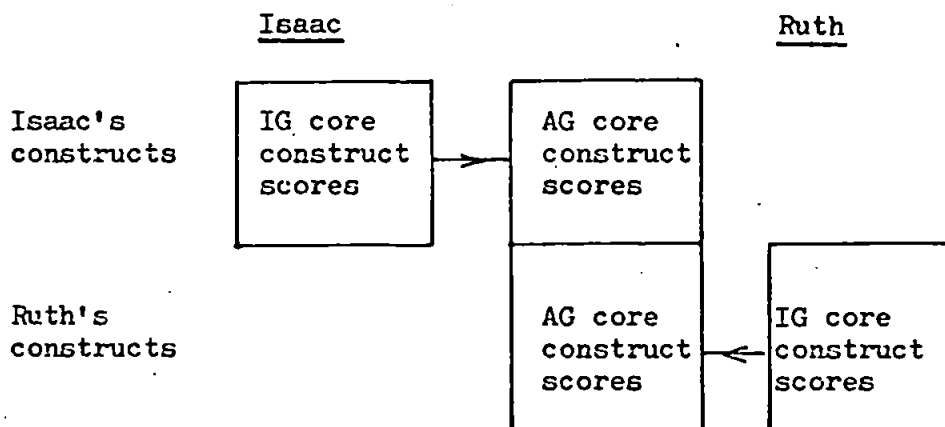 Isaac
Ruth
Isaac's
constructs
IG core
construct
scores
AG core
construct
scores
Ruth's
constructs
AG core
construct
scores
IG core
construct
scores